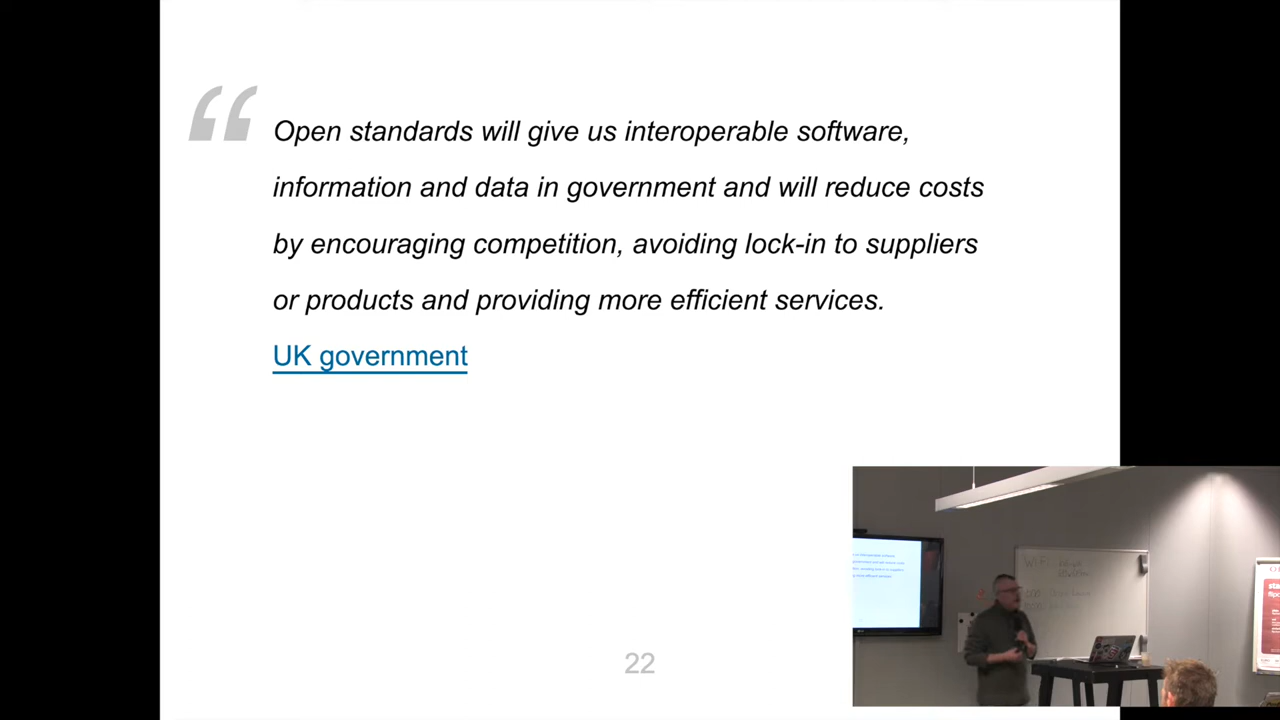 “
Open standards will give us interoperable software,
information and data in government and will reduce costs
by encouraging competition, avoiding lock-in to suppliers
or products and providing more efficient services.
UK government
22